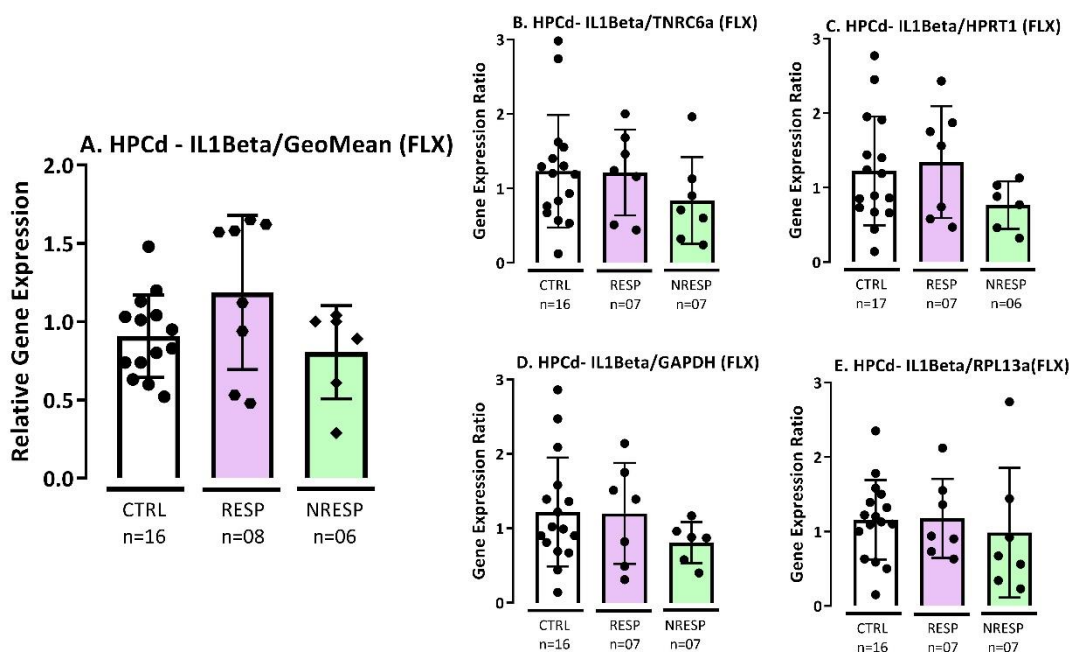 A. HPCd - IL1Beta/GeoMean (FLX)
Relative Gene Expression
2.0
1.5
1.0
0.5
0.0
CTRL RESP NRESP
n=16 n=08 n=06
B. HPCd- IL1Beta/TNRC6a (FLX)
Gene Expression Ratio
3
2
1
0
CTRL RESP NRESP
n=16 n=07 n=07
C. HPCd- IL1Beta/HPRT1 (FLX)
Gene Expression Ratio
3
2
1
0
CTRL RESP NRESP
n=17 n=07 n=06
D. HPCd- IL1Beta/GAPDH (FLX)
Gene Expression Ratio
3
2
1
0
CTRL RESP NRESP
n=16 n=07 n=07
E. HPCd- IL1Beta/RPL13a(FLX)
Gene Expression Ratio
3
2
1
0
CTRL RESP NRESP
n=16 n=07 n=07